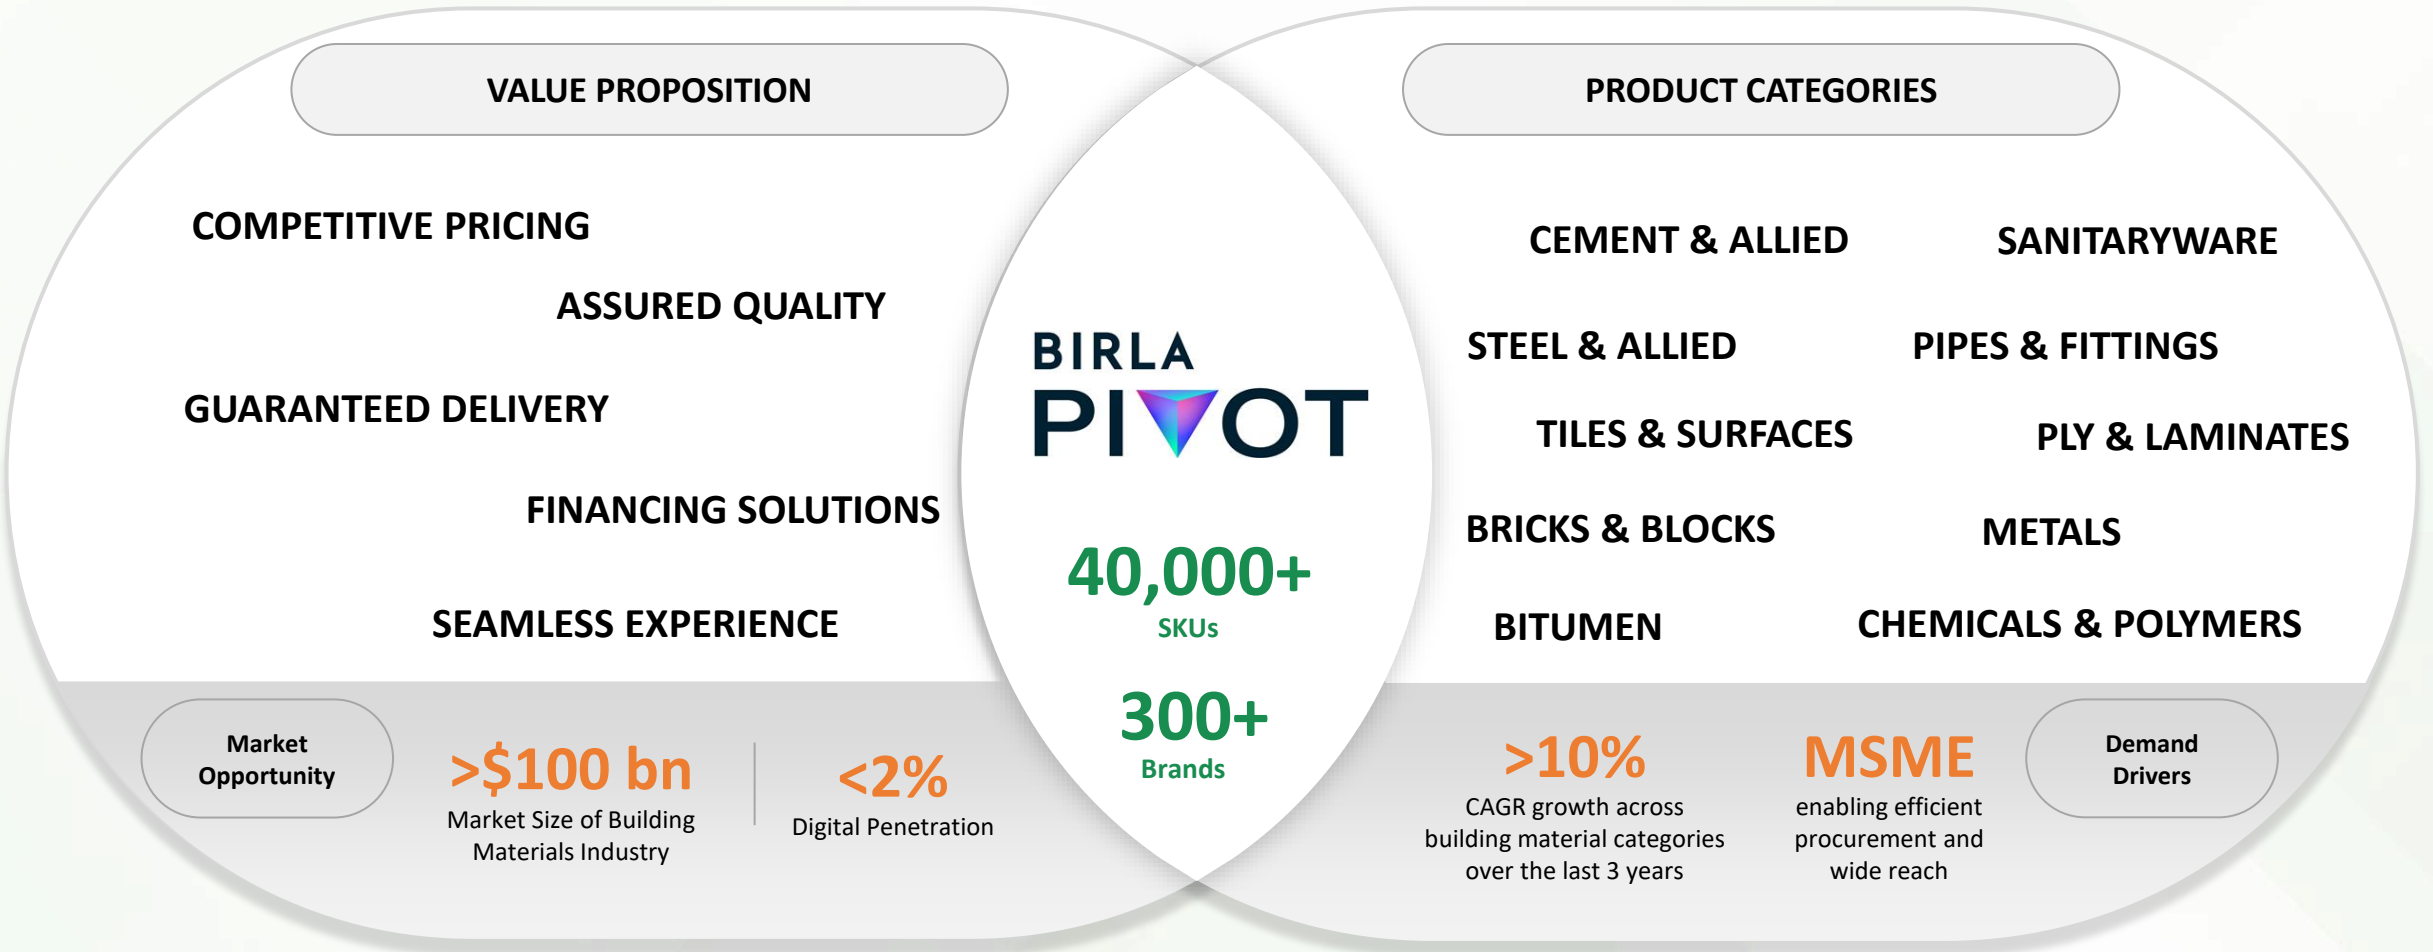 VALUE PROPOSITION
COMPETITIVE PRICING
ASSURED QUALITY
GUARANTEED DELIVERY
FINANCING SOLUTIONS
SEAMLESS EXPERIENCE
Market
Opportunity
>$100 bn
Market Size of Building
Materials Industry
<2%
Digital Penetration
BIRLA
PIVOT
40,000+
SKUs
300+
Brands
PRODUCT CATEGORIES
CEMENT & ALLIED
SANITARYWARE
STEEL & ALLIED
PIPES & FITTINGS
TILES & SURFACES
PLY & LAMINATES
BRICKS & BLOCKS
METALS
BITUMEN
CHEMICALS & POLYMERS
>10%
CAGR growth across
building material categories
over the last 3 years
MSME
enabling efficient
procurement and
wide reach
Demand
Drivers